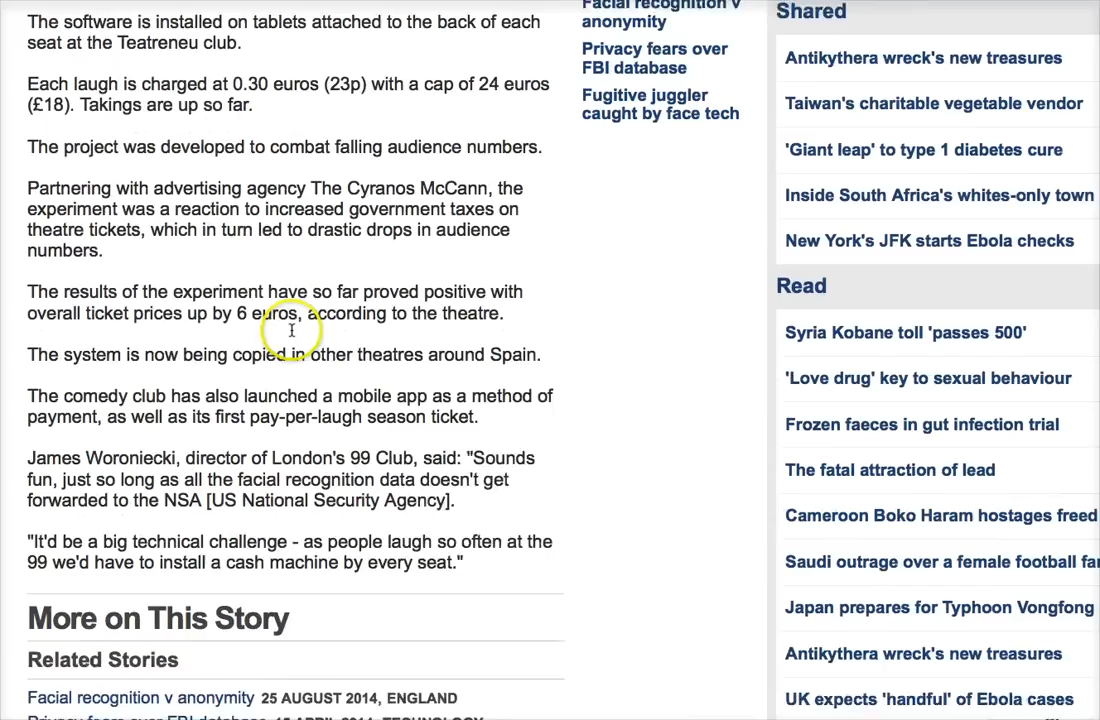 The software is installed on tablets attached to the back of each
seat at the Teatreneu club.
Each laugh is charged at 0.30 euros (23p) with a cap of 24 euros
(£18). Takings are up so far.
The project was developed to combat falling audience numbers.
Partnering with advertising agency The Cyranos McCann, the
experiment was a reaction to increased government taxes on
theatre tickets, which in turn led to drastic drops in audience
numbers.
The results of the experiment have so far proved positive with
overall ticket prices up by 6 euros, according to the theatre.
The system is now being copied in other theatres around Spain.
The comedy club has also launched a mobile app as a method of
payment, as well as its first pay-per-laugh season ticket.
James Woroniecki, director of London's 99 Club, said: "Sounds
fun, just so long as all the facial recognition data doesn't get
forwarded to the NSA [US National Security Agency].
"It'd be a big technical challenge - as people laugh so often at the
99 we'd have to install a cash machine by every seat."
More on This Story
Related Stories
Facial recognition v anonymity 25 AUGUST 2014, ENGLAND
Privacy fears over FBI database 15 APRIL 2014, TECHNOLOGY
Facial recognition v
anonymity
Privacy fears over
FBI database
Fugitive juggler
caught by face tech
Shared
Antikythera wreck's new treasures
Taiwan's charitable vegetable vendor
'Giant leap' to type 1 diabetes cure
Inside South Africa's whites-only town
New York's JFK starts Ebola checks
Read
Syria Kobane toll 'passes 500'
'Love drug' key to sexual behaviour
Frozen faeces in gut infection trial
The fatal attraction of lead
Cameroon Boko Haram hostages freed
Saudi outrage over a female football
Japan prepares for Typhoon Vongfong
Antikythera wreck's new treasures
UK expects 'handful' of Ebola cases